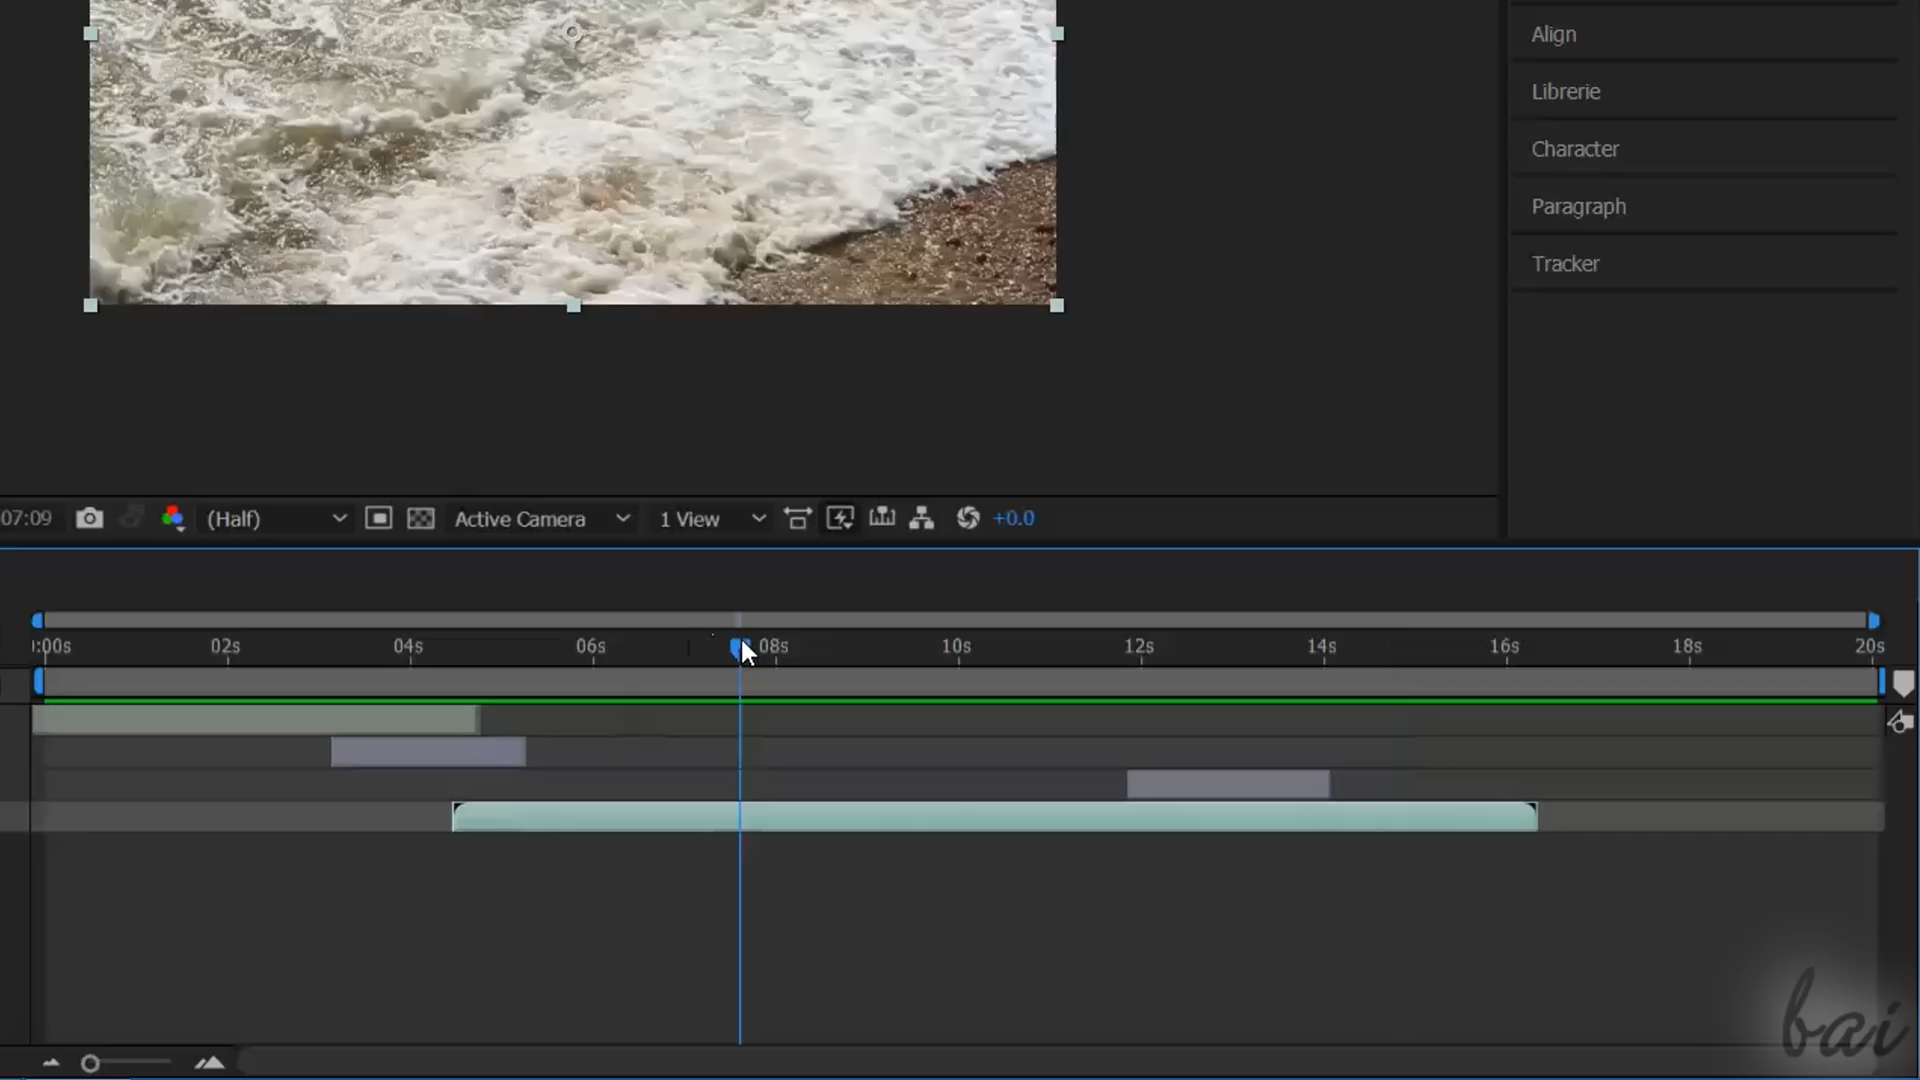 Align
Librerie
Character
Paragraph
Tracker
07:09 (Half) Active Camera 1 View +0.0
:00s 02s 04s 06s 08s 10s 12s 14s 16s 18s 20s
bai